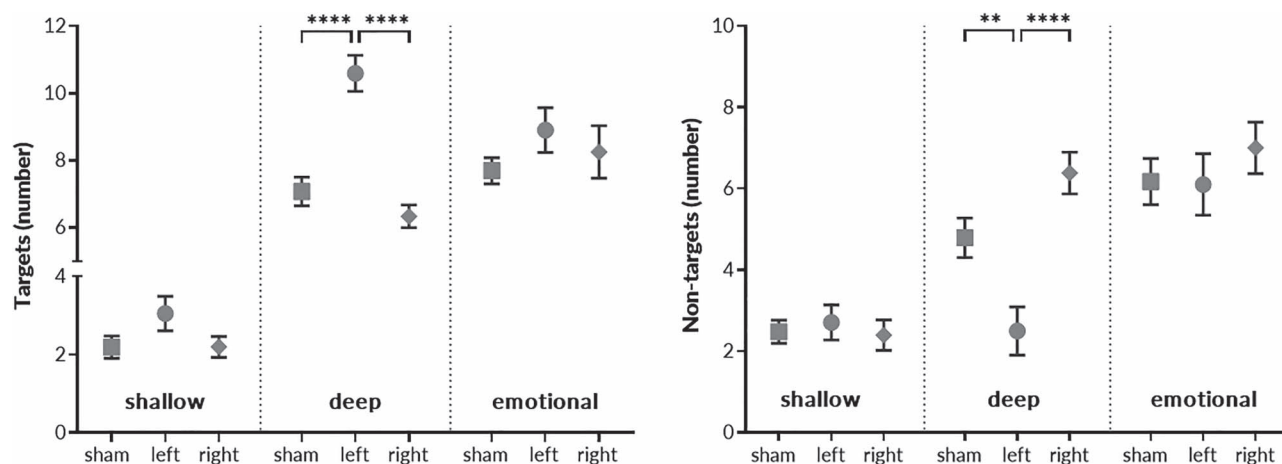 **** ****
12
10
8
6
4
2
0
Targets (number)
shallow deep emotional
sham left right sham left right sham left right
** ****
10
8
6
4
2
0
Non-targets (number)
shallow deep emotional
sham left right sham left right sham left right